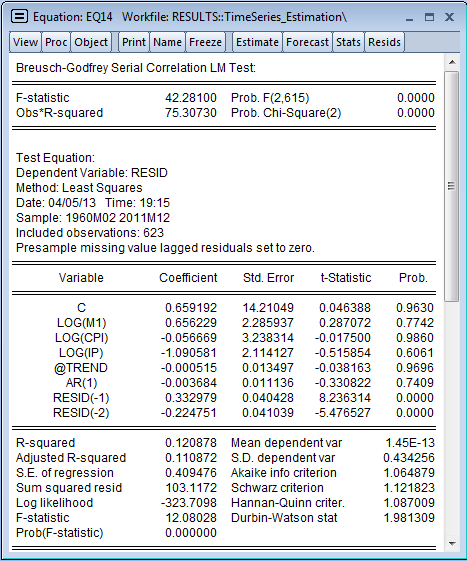 Equation: EQ14 Workfile: RESULTS::TimeSeries_Estimation\
View Proc Object Print Name Freeze Estimate Forecast Stats Resids
Breusch-Godfrey Serial Correlation LM Test:
F-statistic 42.28100 Prob. F(2,615) 0.0000
Obs*R-squared 75.30730 Prob. Chi-Square(2) 0.0000
Test Equation:
Dependent Variable: RESID
Method: Least Squares
Date: 04/05/13 Time: 19:15
Sample: 1960M02 2011M12
Included observations: 623
Presample missing value lagged residuals set to zero.
Variable Coefficient Std. Error t-Statistic Prob.
C 0.659192 14.21049 0.046388 0.9630
LOG(M1) 0.656229 2.285937 0.287072 0.7742
LOG(CPI) -0.056669 3.238314 -0.017500 0.9860
LOG(IP) -1.090581 2.114127 -0.515854 0.6061
@TREND -0.000515 0.013497 -0.038163 0.9696
AR(1) -0.003684 0.011136 -0.330822 0.7409
RESID(-1) 0.332979 0.040428 8.236314 0.0000
RESID(-2) -0.224751 0.041039 -5.476527 0.0000
R-squared 0.120878 Mean dependent var 1.45E-13
Adjusted R-squared 0.110872 S.D. dependent var 0.434256
S.E. of regression 0.409476 Akaike info criterion 1.064879
Sum squared resid 103.1172 Schwarz criterion 1.121823
Log likelihood -323.7098 Hannan-Quinn criter. 1.087009
F-statistic 12.08028 Durbin-Watson stat 1.981309
Prob(F-statistic) 0.000000